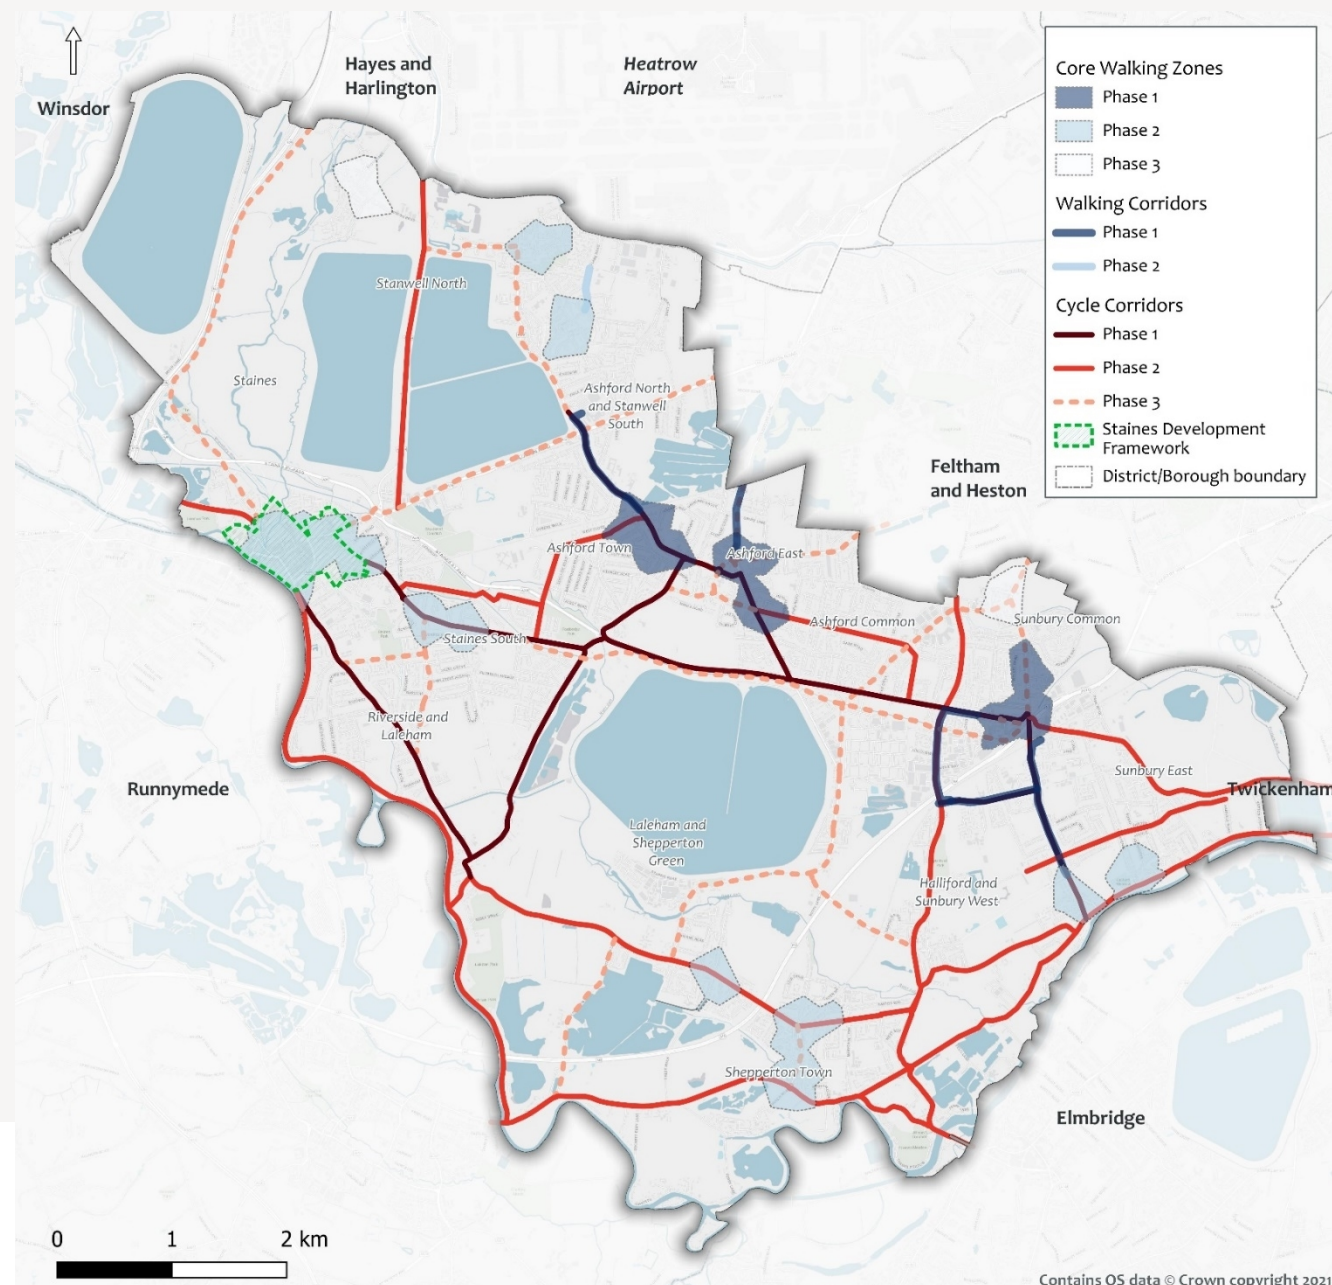 Hayes and
Harlington
Heatrow
Airport
Winsdor
Core Walking Zones
Phase 1
Phase 2
Phase 3
Walking Corridors
Phase 1
Phase 2
Cycle Corridors
Phase 1
Phase 2
Phase 3
Staines Development
Framework
District/Borough boundary
Stanwell North
Staines
Ashford North
and Stanwell
South
Feltham
and Heston
Ashford Town
Ashford East
Ashford Common
Sunbury Common
Staines South
Riverside and
Laleham
Runnymede
Sunbury East
Twickenham
Laleham and
Shepperton
Green
Halliford and
Sunbury West
Shepperton Town
Elmbridge
0 1 2 km
Contains OS data © Crown copyright 2021